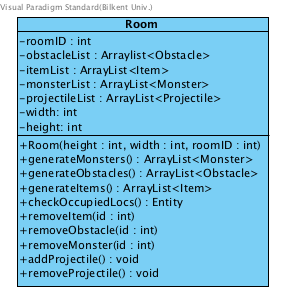 Visual Paradigm Standard(Bilkent Univ.)
Room
-roomID : int
-obstacleList : Arraylist<Obstacle>
-itemList : ArrayList<Item>
-monsterList : ArrayList<Monster>
-projectileList : ArrayList<Projectile>
-width: int
-height: int
+Room(height : int, width : int, roomID : int)
+generateMonsters() : ArrayList<Monster>
+generateObstacles() : ArrayList<Obstacle>
+generateItems() : ArrayList<Item>
+checkOccupiedLocs() : Entity
+removeItem(id : int)
+removeObstacle(id : int)
+removeMonster(id : int)
+addProjectile() : void
+removeProjectile() : void